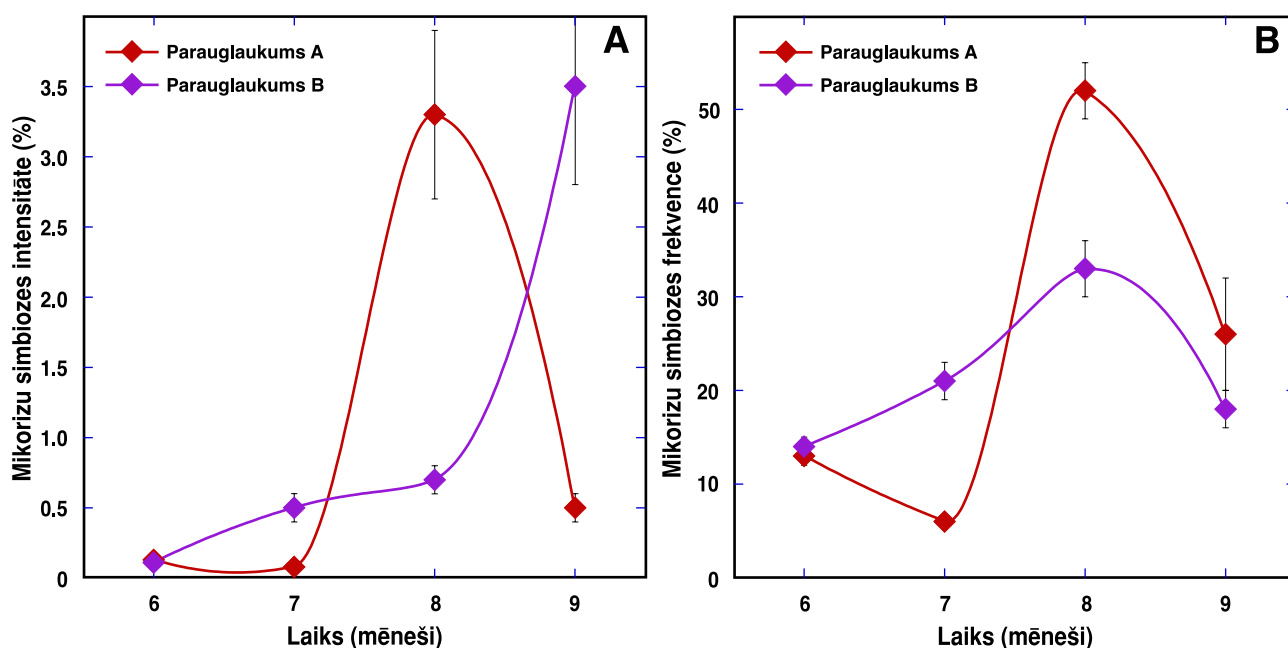 A
Parauglaukums A
Parauglaukums B
Mikorizu simbiozes intensitāte (%)
3.5
3.0
2.5
2.0
1.5
1.0
0.5
0
6 7 8 9
Laiks (mēneši)
B
Parauglaukums A
Parauglaukums B
Mikorizu simbiozes frekvence (%)
50
40
30
20
10
0
6 7 8 9
Laiks (mēneši)